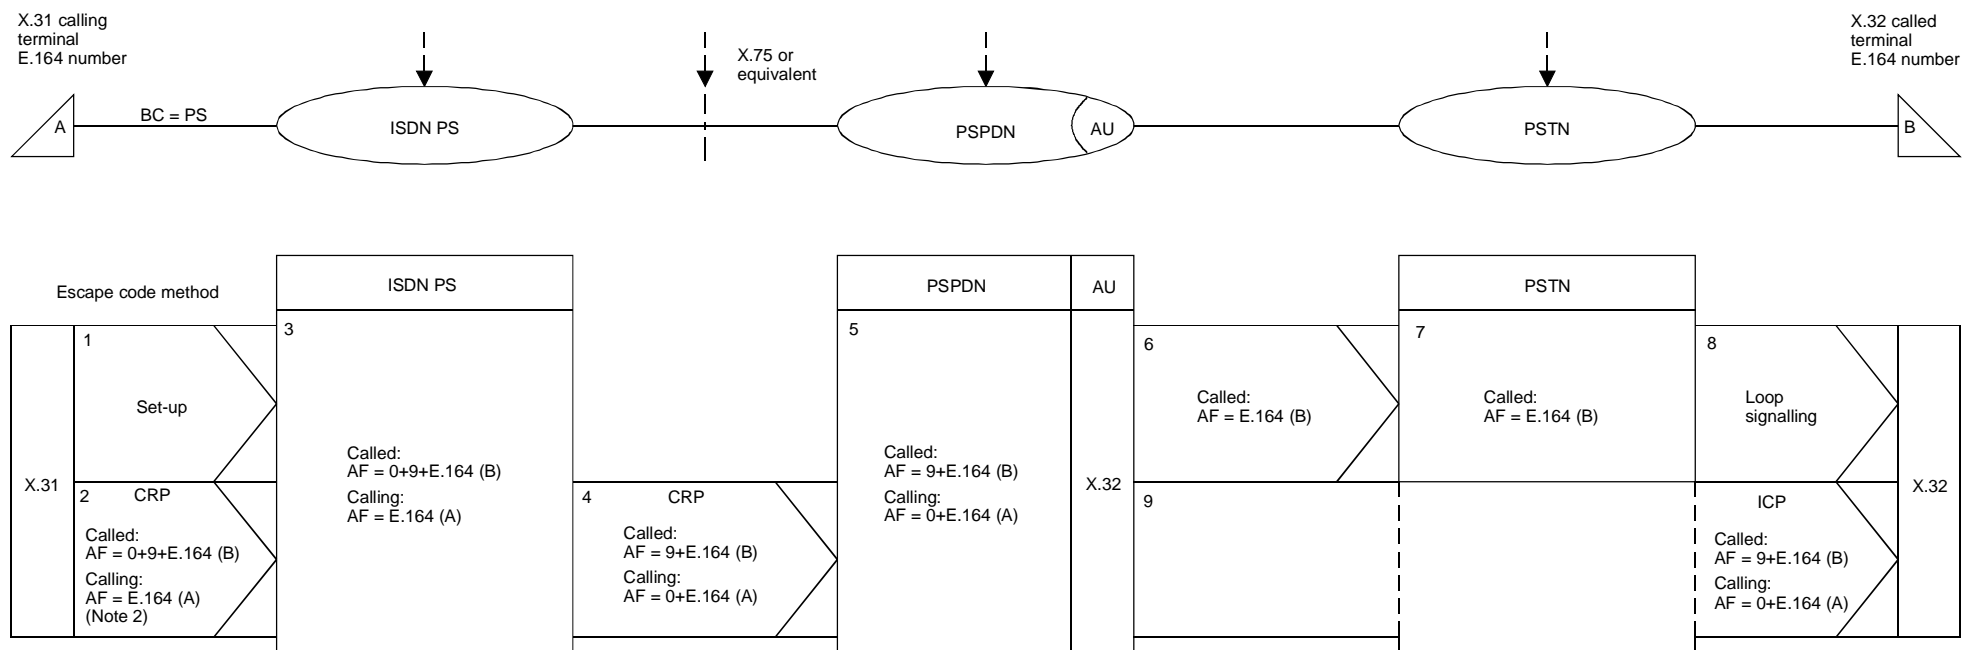 X.31 calling
terminal
E.164 number
X.75 or
equivalent
X.32 called
terminal
E.164 number
A
BC = PS
ISDN PS
PSPDN
AU
PSTN
B
Escape code method
ISDN PS
PSPDN
AU
PSTN
X.31
1
Set-up
2
CRP
Called:
AF = 0+9+E.164 (B)
Calling:
AF = E.164 (A)
(Note 2)
3
Called:
AF = 0+9+E.164 (B)
Calling:
AF = E.164 (A)
4
CRP
Called:
AF = 9+E.164 (B)
Calling:
AF = 0+E.164 (A)
5
Called:
AF = 9+E.164 (B)
Calling:
AF = 0+E.164 (A)
X.32
6
Called:
AF = E.164 (B)
7
Called:
AF = E.164 (B)
8
Loop
signalling
9
ICP
Called:
AF = 9+E.164 (B)
Calling:
AF = 0+E.164 (A)
X.32